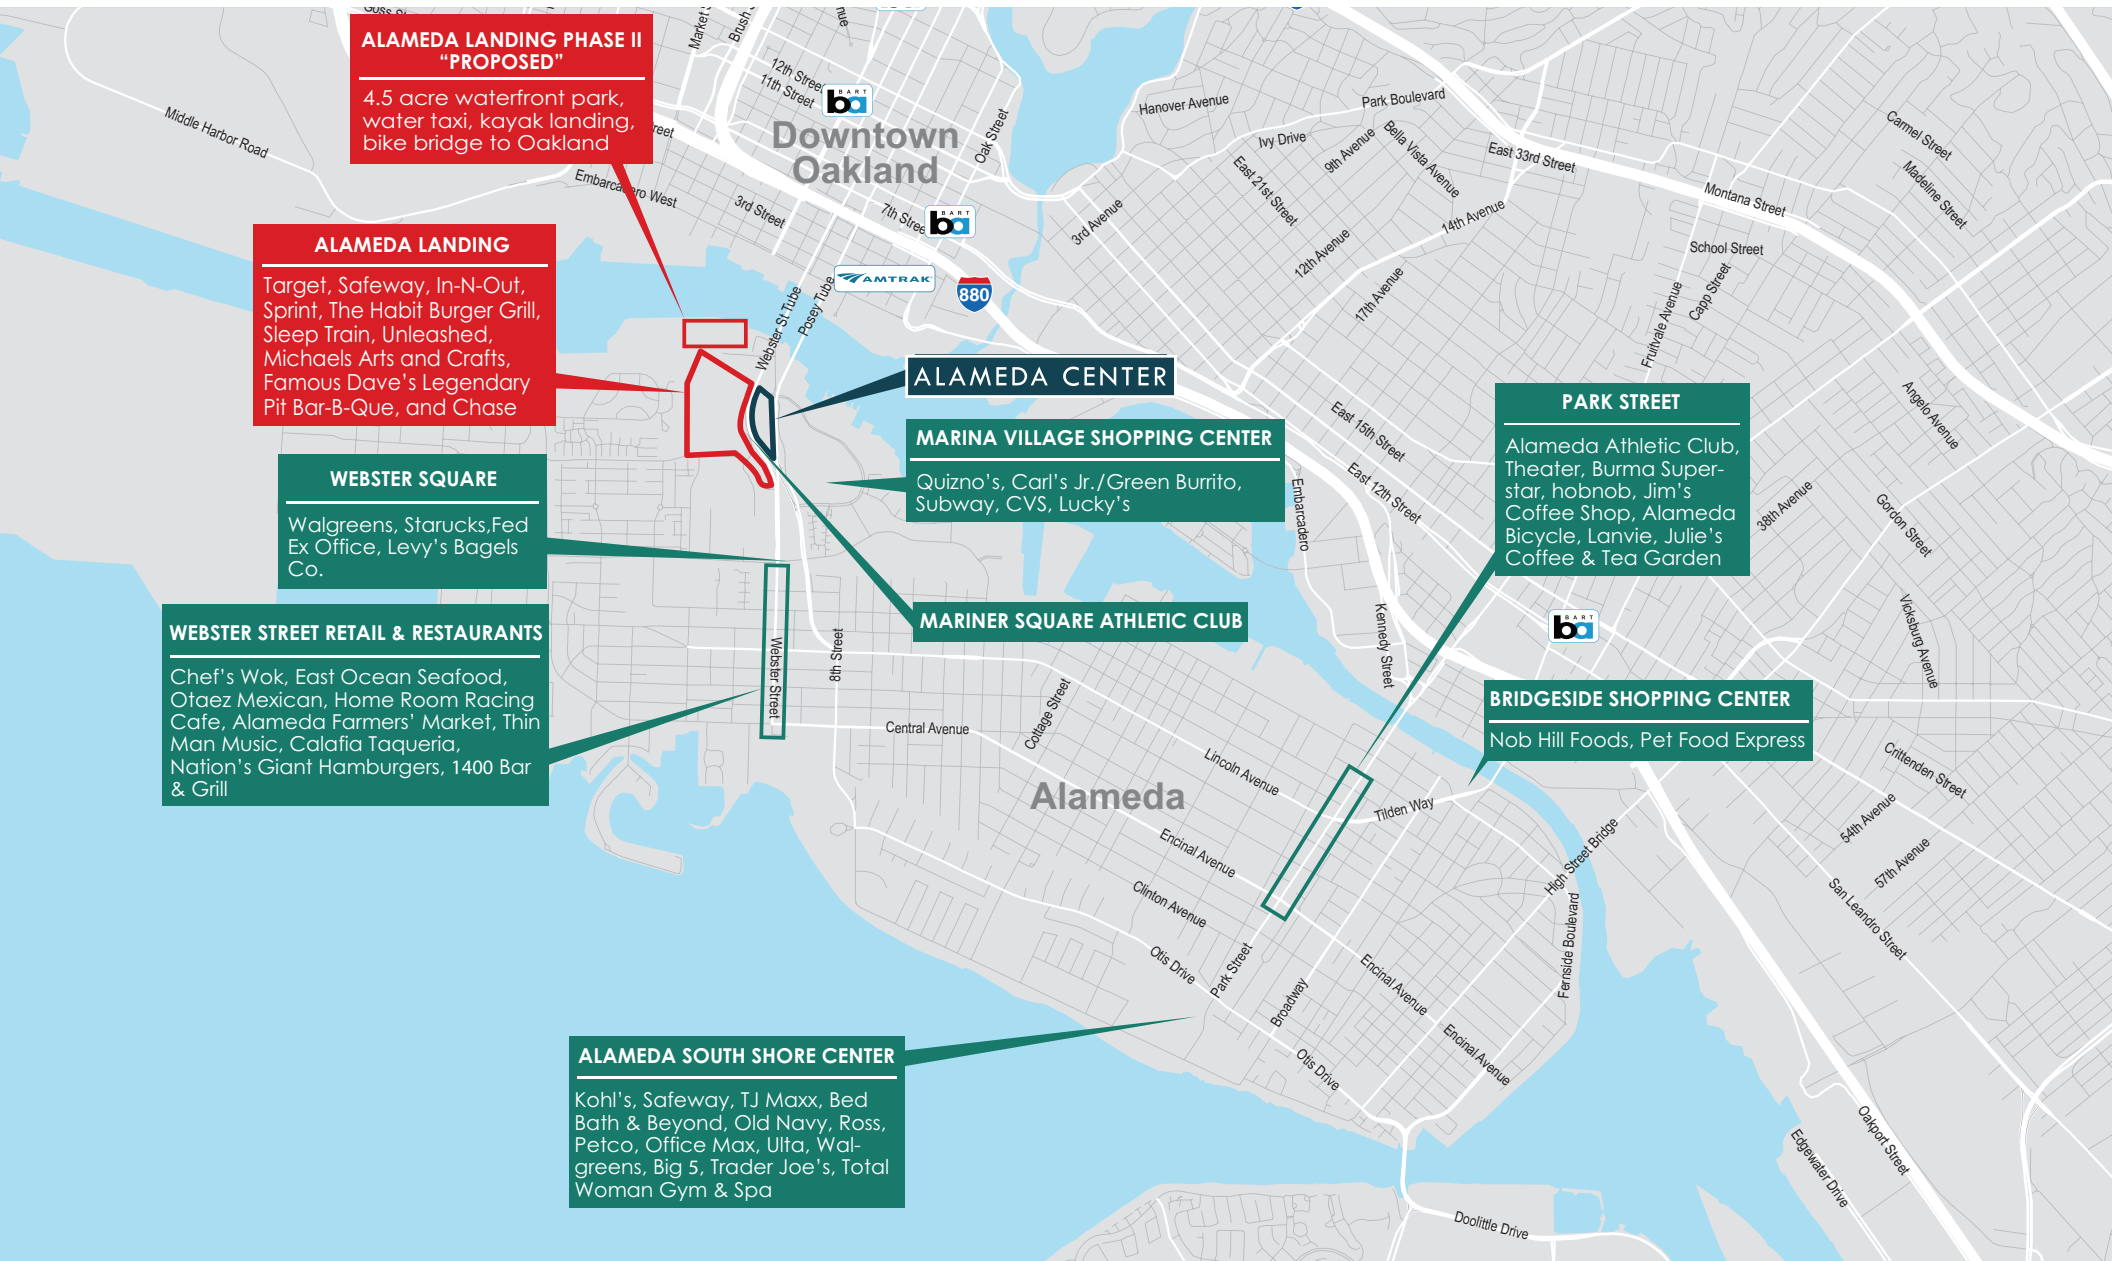 ALAMEDA LANDING PHASE II
“PROPOSED”
4.5 acre waterfront park,
water taxi, kayak landing,
bike bridge to Oakland
ALAMEDA LANDING
Target, Safeway, In-N-Out,
Sprint, The Habit Burger Grill,
Sleep Train, Unleashed,
Michaels Arts and Crafts,
Famous Dave’s Legendary
Pit Bar-B-Que, and Chase
WEBSTER SQUARE
Walgreens, Starucks,Fed
Ex Office, Levy’s Bagels
Co.
WEBSTER STREET RETAIL & RESTAURANTS
Chef’s Wok, East Ocean Seafood,
Otaez Mexican, Home Room Racing
Cafe, Alameda Farmers’ Market, Thin
Man Music, Calafia Taqueria,
Nation’s Giant Hamburgers, 1400 Bar
& Grill
ALAMEDA CENTER
MARINA VILLAGE SHOPPING CENTER
Quizno’s, Carl’s Jr./Green Burrito,
Subway, CVS, Lucky’s
MARINER SQUARE ATHLETIC CLUB
PARK STREET
Alameda Athletic Club,
Theater, Burma Super-
star, hobnob, Jim’s
Coffee Shop, Alameda
Bicycle, Lanvie, Julie’s
Coffee & Tea Garden
BRIDGESIDE SHOPPING CENTER
Nob Hill Foods, Pet Food Express
ALAMEDA SOUTH SHORE CENTER
Kohl’s, Safeway, TJ Maxx, Bed
Bath & Beyond, Old Navy, Ross,
Petco, Office Max, Ulta, Wal-
greens, Big 5, Trader Joe’s, Total
Woman Gym & Spa
Downtown
Oakland
Alameda
Middle Harbor Road
Market
Brush
12th Street
11th Street
BART
ba
Oak Street
Embarcadero West
3rd Street
7th Street
BART
ba
AMTRAK
880
Webster St Tube
Posey Tube
Hanover Avenue
Park Boulevard
Ivy Drive
9th Avenue
Bella Vista Avenue
East 21st Street
East 33rd Street
3rd Avenue
12th Avenue
14th Avenue
17th Avenue
Montana Street
Carmel Street
Madeline Street
School Street
Capp Street
Fruitvale Avenue
Angelo Avenue
East 15th Street
East 12th Street
Embarcadero
38th Avenue
Gordon Street
Kennedy Street
BART
ba
Vicksburg Avenue
Webster Street
8th Street
Central Avenue
Cottage Street
Lincoln Avenue
Tilden Way
Encinal Avenue
Clinton Avenue
Otis Drive
Park Street
Broadway
Encinal Avenue
Encinal Avenue
Otis Drive
High Street Bridge
Fernside Boulevard
Crittenden Street
54th Avenue
57th Avenue
San Leandro Street
Oakport Street
Edgewater Drive
Doolittle Drive